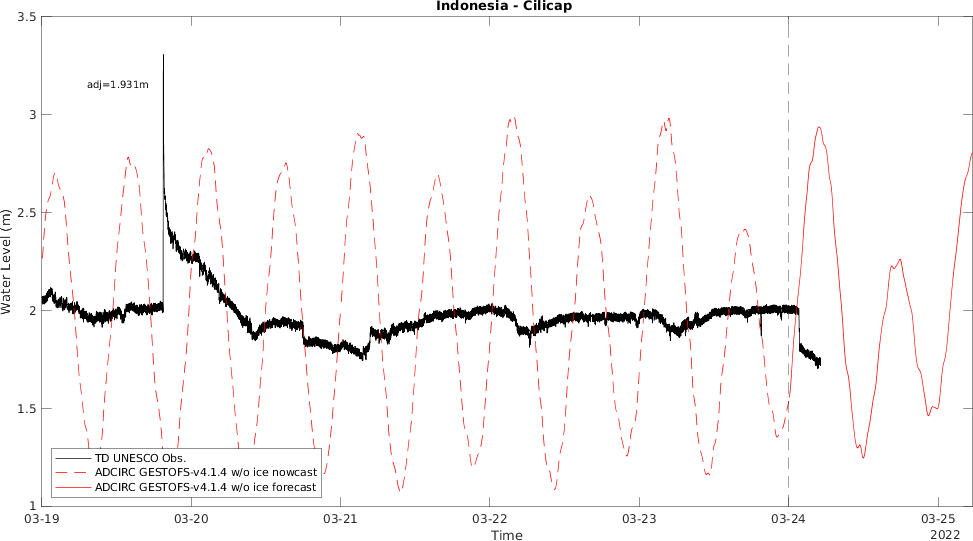 Indonesia - Cilicap
3.5
3
2.5
2
1.5
1
Water Level (m)
adj=1.931m
TD UNESCO Obs.
ADCIRC GESTOFS-v4.1.4 w/o ice nowcast
ADCIRC GESTOFS-v4.1.4 w/o ice forecast
03-19
03-20
03-21
03-22
03-23
03-24
03-25
Time
2022